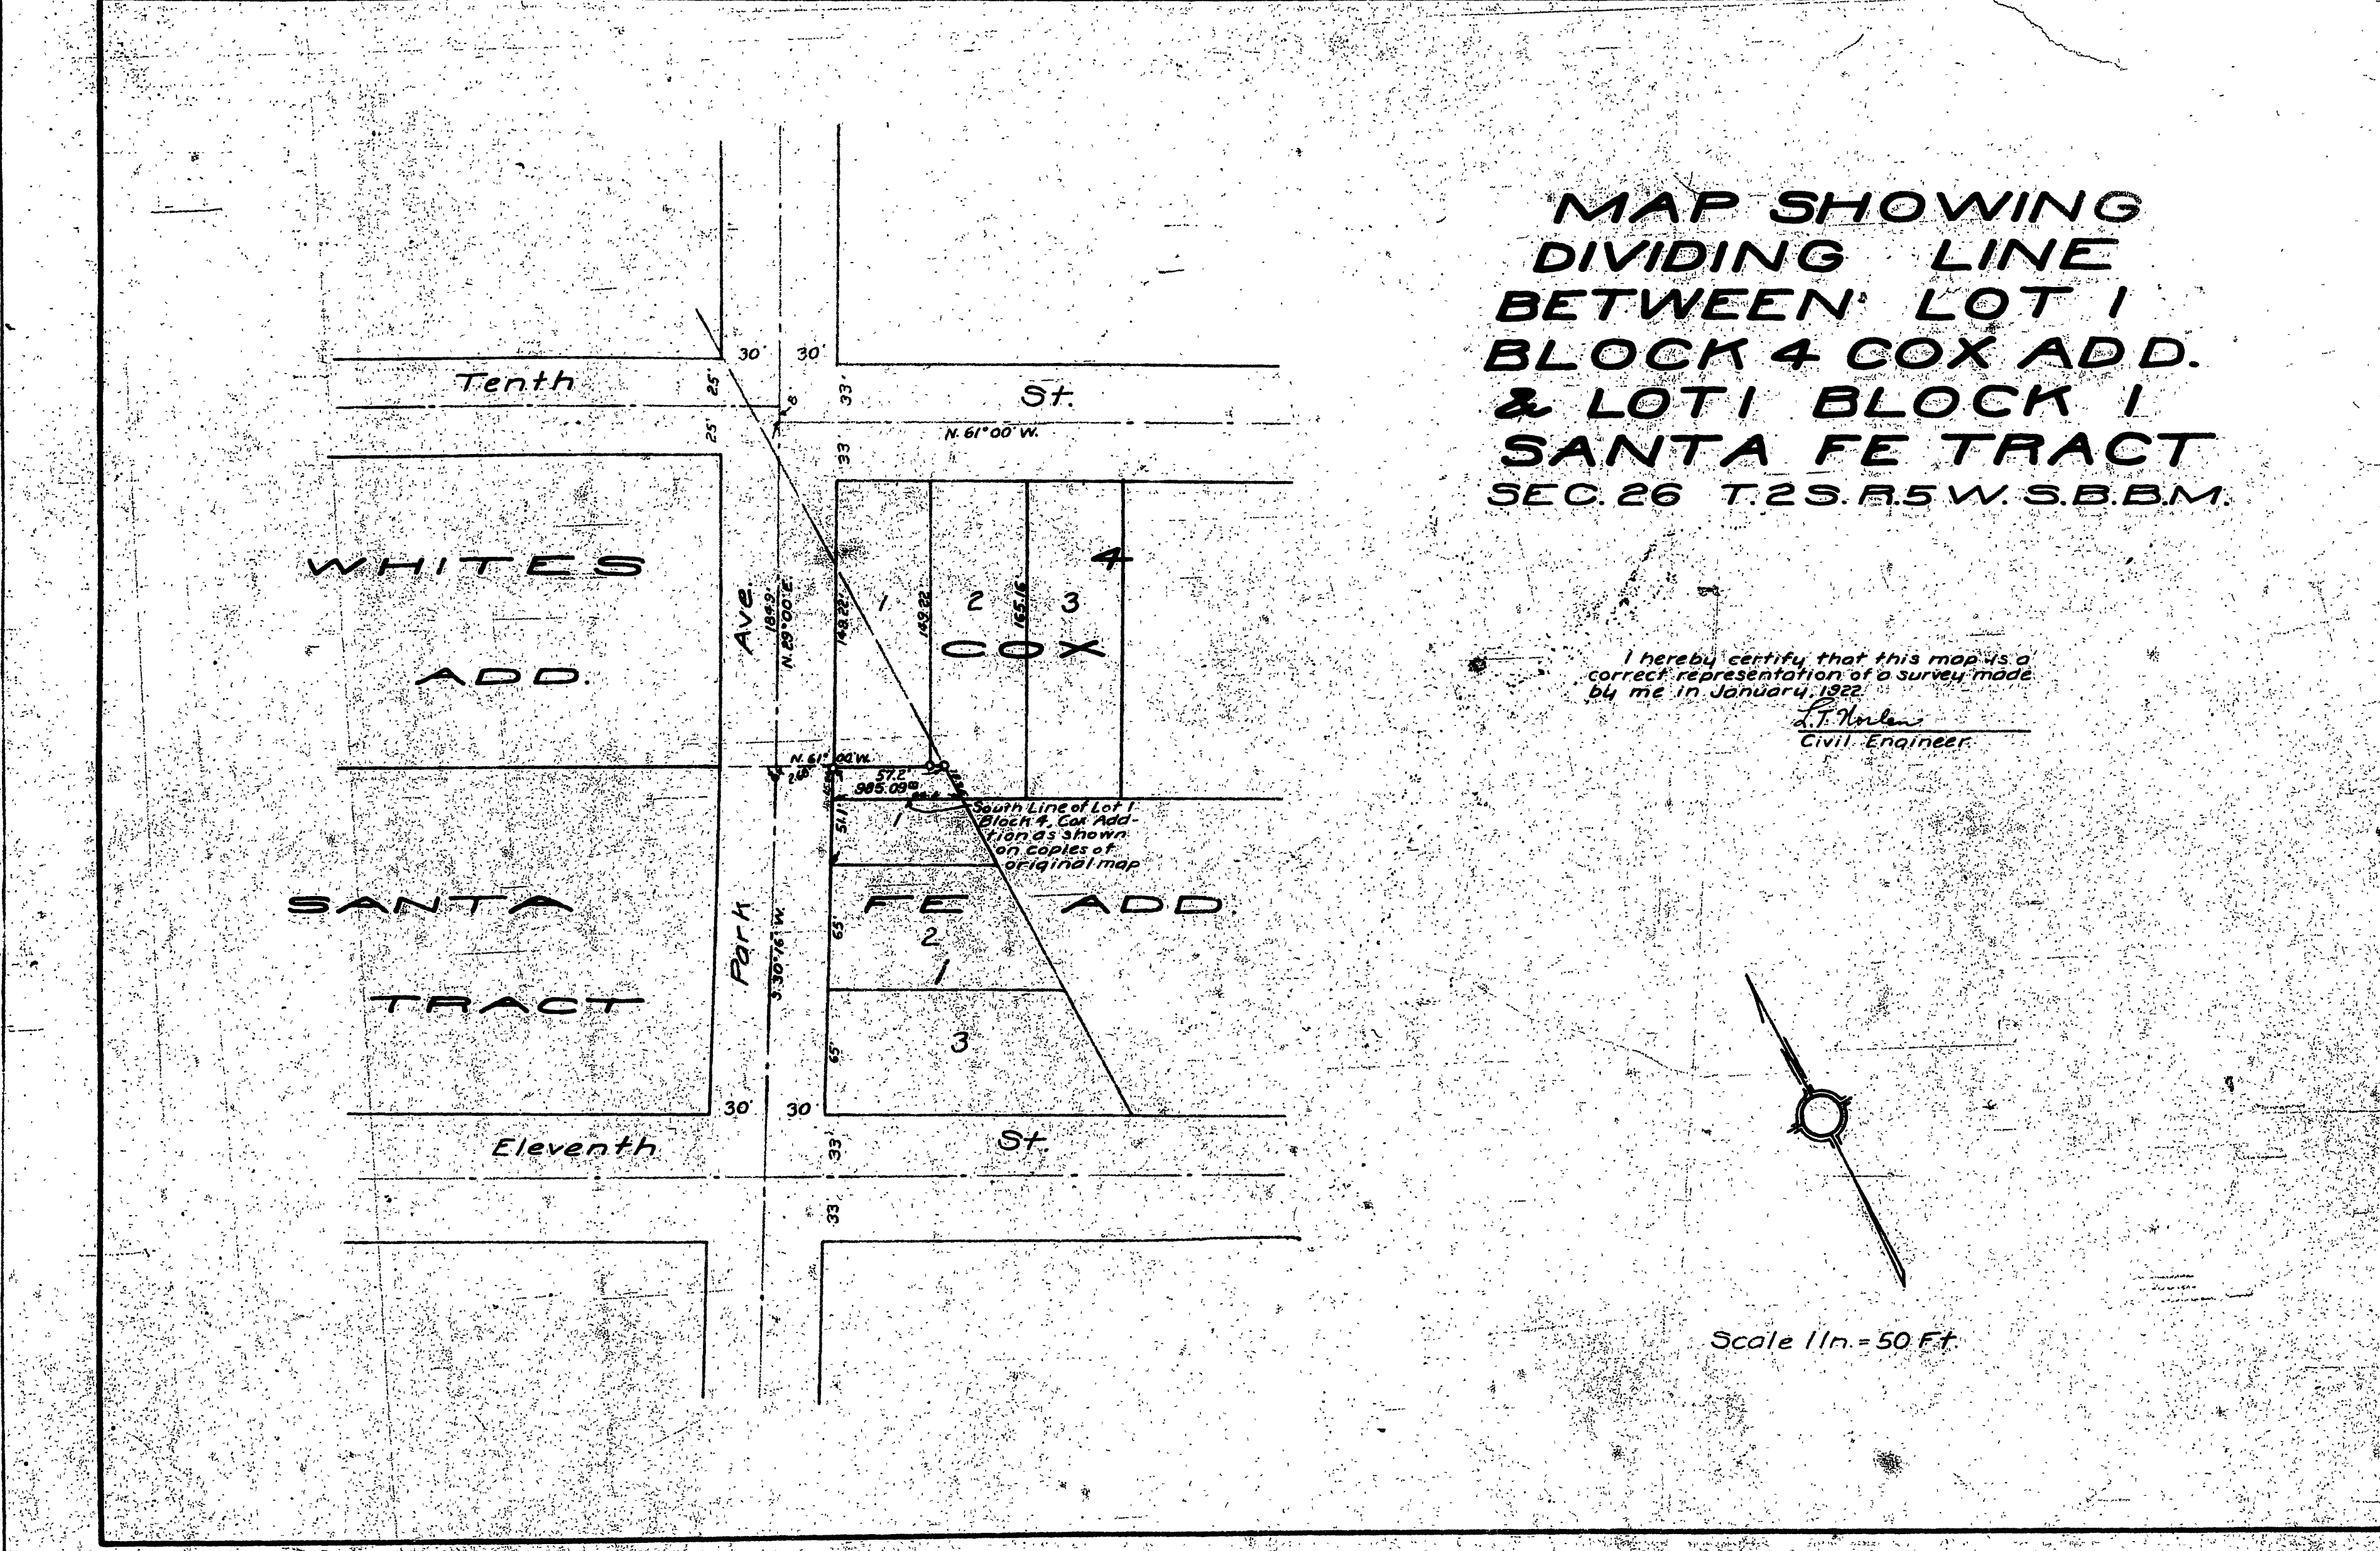 MAP SHOWING
DIVIDING LINE
BETWEEN LOT 1
BLOCK 4 COX ADD.
& LOT 1 BLOCK 1
SANTA FE TRACT
SEC. 26 T.2S. R.5W. S.B.B.M.
I hereby certify that this map is a
correct representation of a survey made
by me in January, 1922
L.T. Norlen
Civil Engineer
Scale 1 In. = 50 Ft.
30' 30'
Tenth St.
25'
25'
8'
33'
33'
N. 61° 00' W.
WHITES
ADD.
Park Ave.
184.9'
N. 29° 00' E.
149.22'
149.22'
165.15
1 2 3
4
COX
N. 61° 00' W.
57.2'
985.09
51.1
1
South Line of Lot 1
Block 4, Cox Add-
tion as shown
on copies of
original map
SANTA FE ADD.
TRACT
S. 30° 16' W.
65'
2
1
65'
3
30' 30'
Eleventh St.
33'
33'